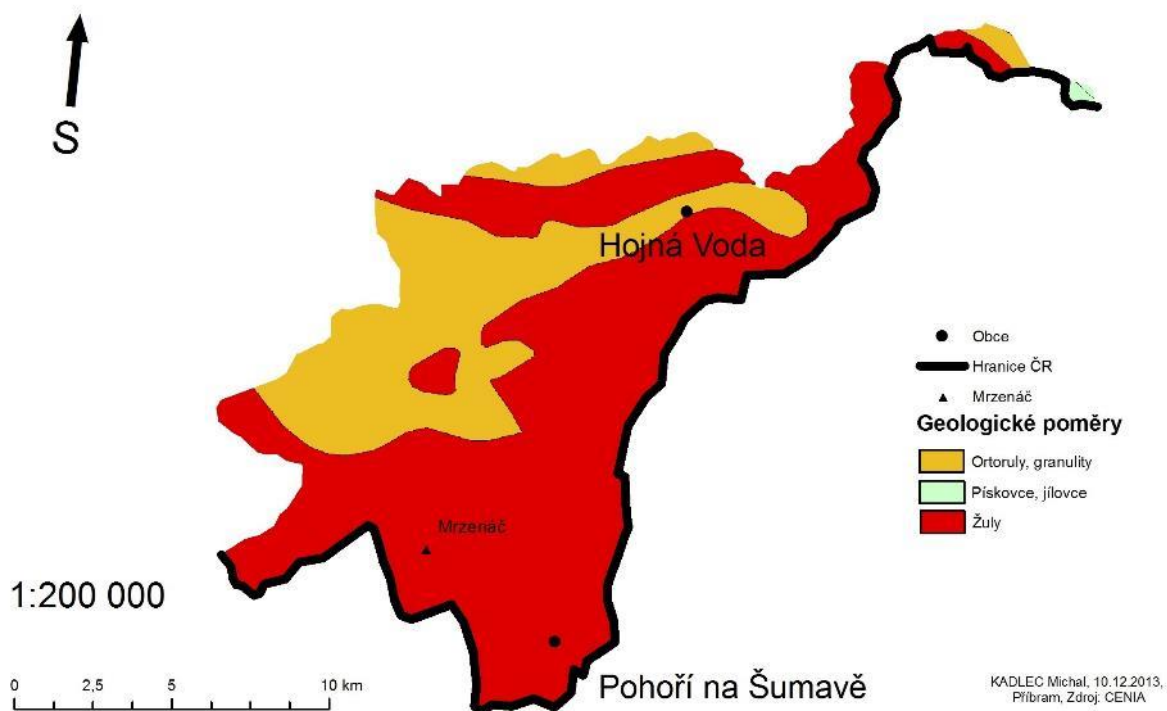 S
Hojná Voda
Obce
Hranice ČR
Mrzenáč
Geologické poměry
Ortoruly, granulity
Pískovce, jílovce
Žuly
Mrzenáč
1:200 000
0 2,5 5 10 km
Pohoří na Šumavě
KADLEC Michal, 10.12.2013,
Příbram, Zdroj: CENIA